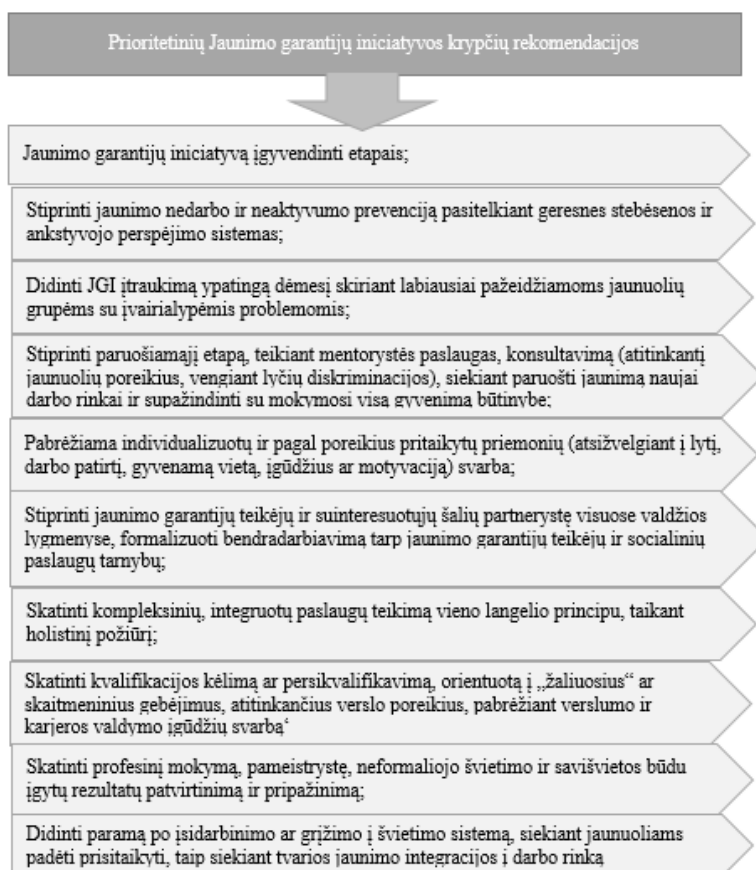 Prioritetinių Jaunimo garantijų iniciatyvos krypčių rekomendacijos
Jaunimo garantijų iniciatyvą įgyvendinti etapais;
Stiprinti jaunimo nedarbo ir neaktyvumo prevenciją pasitelkiant geresnes stebėsenos ir
ankstyvojo perspėjimo sistemas;
Didinti JGI įtraukimą ypatingą dėmesį skiriant labiausiai pažeidžiamoms jaunuolių
grupėms su įvairialypėmis problemomis;
Stiprinti paruošiamąjį etapą, teikiant mentorystės paslaugas, konsultavimą (atitinkantį
jaunuolių poreikius, vengiant lyčių diskriminacijos), siekiant paruošti jaunimą naujai
darbo rinkai ir supažindinti su mokymosi visą gyvenimą būtinybe;
Pabrėžiama individualizuotų ir pagal poreikius pritaikytų priemonių (atsižvelgiant į lytį,
darbo patirtį, gyvenamą vietą, įgūdžius ar motyvaciją) svarba;
Stiprinti jaunimo garantijų teikėjų ir suinteresuotųjų šalių partnerystę visuose valdžios
lygmenyse, formalizuoti bendradarbiavimą tarp jaunimo garantijų teikėjų ir socialinių
paslaugų tarnybų;
Skatinti kompleksinių, integruotų paslaugų teikimą vieno langelio principu, taikant
holistinį požiūrį;
Skatinti kvalifikacijos kėlimą ar persikvalifikavimą, orientuotą į „žaliuosius“ ar
skaitmeninius gebėjimus, atitinkančius verslo poreikius, pabrėžiant verslumo ir
karjeros valdymo įgūdžių svarbą‘
Skatinti profesinį mokymą, pameistrystę, neformaliojo švietimo ir savišvietos būdu
įgytų rezultatų patvirtinimą ir pripažinimą;
Didinti paramą po įsidarbinimo ar grįžimo į švietimo sistemą, siekiant jaunuoliams
padėti prisitaikyti, taip siekiant tvarios jaunimo integracijos į darbo rinką